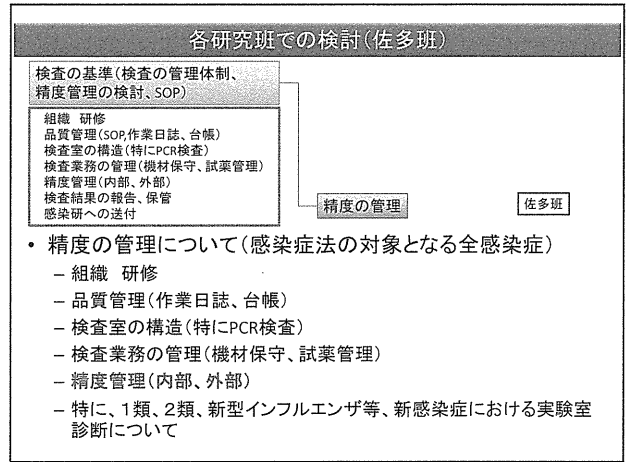 各研究班での検討(佐多班)
検査の基準(検査の管理体制、
精度管理の検討、SOP)
組織 研修
品質管理(SOP,作業日誌、台帳)
検査室の構造(特にPCR検査)
検査業務の管理(機材保守、試薬管理)
精度管理(内部、外部)
検査結果の報告、保管
感染研への送付
精度の管理
佐多班
• 精度の管理について(感染症法の対象となる全感染症)
– 組織 研修
– 品質管理(作業日誌、台帳)
– 検査室の構造(特にPCR検査)
– 検査業務の管理(機材保守、試薬管理)
– 精度管理(内部、外部)
– 特に、1類、2類、新型インフルエンザ等、新感染症における実験室
診断について